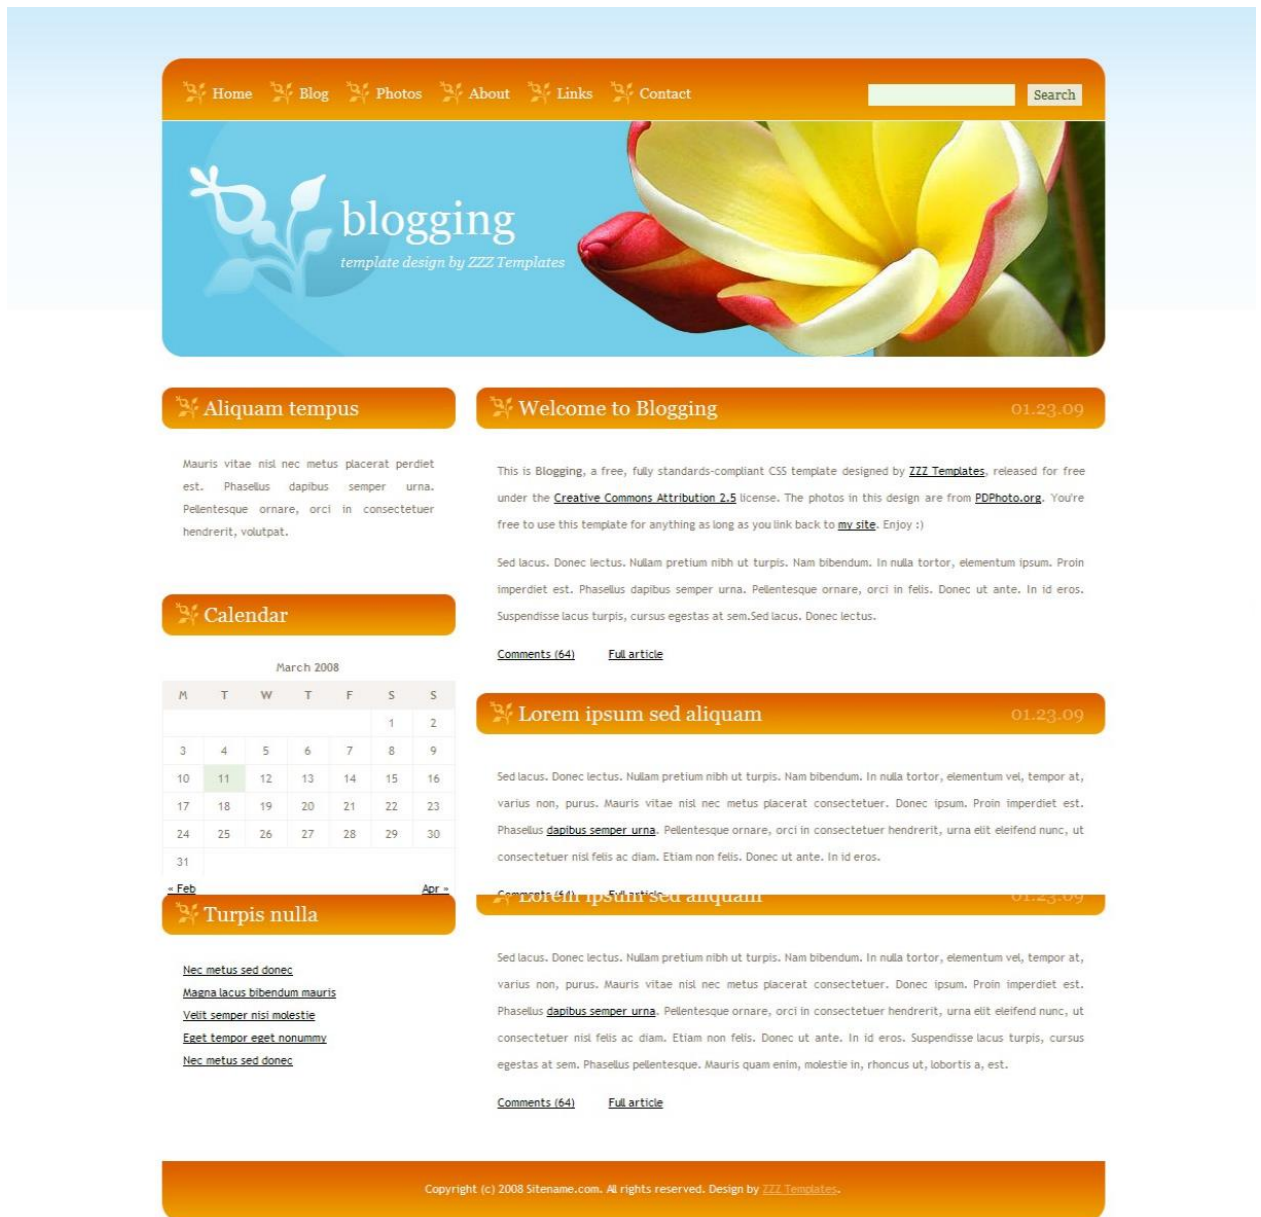 Home Blog Photos About Links Contact Search
blogging
template design by ZZZ Templates
Aliquam tempus
Mauris vitae nisl nec metus placerat perdiet
est. Phasellus dapibus semper urna.
Pellentesque ornare, orci in consectetuer
hendrerit, volutpat.
Calendar
March 2008
M T W T F S S
1 2
3 4 5 6 7 8 9
10 11 12 13 14 15 16
17 18 19 20 21 22 23
24 25 26 27 28 29 30
31
« Feb Apr »
Turpis nulla
Nec metus sed donec
Magna lacus bibendum mauris
Velit semper nisi molestie
Eget tempor eget nonummy
Nec metus sed donec
Welcome to Blogging 01.23.09
This is Blogging, a free, fully standards-compliant CSS template designed by ZZZ Templates, released for free
under the Creative Commons Attribution 2.5 license. The photos in this design are from PDPhoto.org. You're
free to use this template for anything as long as you link back to my site. Enjoy :)
Sed lacus. Donec lectus. Nullam pretium nibh ut turpis. Nam bibendum. In nulla tortor, elementum ipsum. Proin
imperdiet est. Phasellus dapibus semper urna. Pellentesque ornare, orci in felis. Donec ut ante. In id eros.
Suspendisse lacus turpis, cursus egestas at sem.Sed lacus. Donec lectus.
Comments (64) Full article
Lorem ipsum sed aliquam 01.23.09
Sed lacus. Donec lectus. Nullam pretium nibh ut turpis. Nam bibendum. In nulla tortor, elementum vel, tempor at,
varius non, purus. Mauris vitae nisl nec metus placerat consectetuer. Donec ipsum. Proin imperdiet est.
Phasellus dapibus semper urna. Pellentesque ornare, orci in consectetuer hendrerit, urna elit eleifend nunc, ut
consectetuer nisl felis ac diam. Etiam non felis. Donec ut ante. In id eros.
Comments (64) Full article
Lorem ipsum sed aliquam 01.23.09
Sed lacus. Donec lectus. Nullam pretium nibh ut turpis. Nam bibendum. In nulla tortor, elementum vel, tempor at,
varius non, purus. Mauris vitae nisl nec metus placerat consectetuer. Donec ipsum. Proin imperdiet est.
Phasellus dapibus semper urna. Pellentesque ornare, orci in consectetuer hendrerit, urna elit eleifend nunc, ut
consectetuer nisl felis ac diam. Etiam non felis. Donec ut ante. In id eros. Suspendisse lacus turpis, cursus
egestas at sem. Phasellus pellentesque. Mauris quam enim, molestie in, rhoncus ut, lobortis a, est.
Comments (64) Full article
Copyright (c) 2008 Sitename.com. All rights reserved. Design by ZZZ Templates.